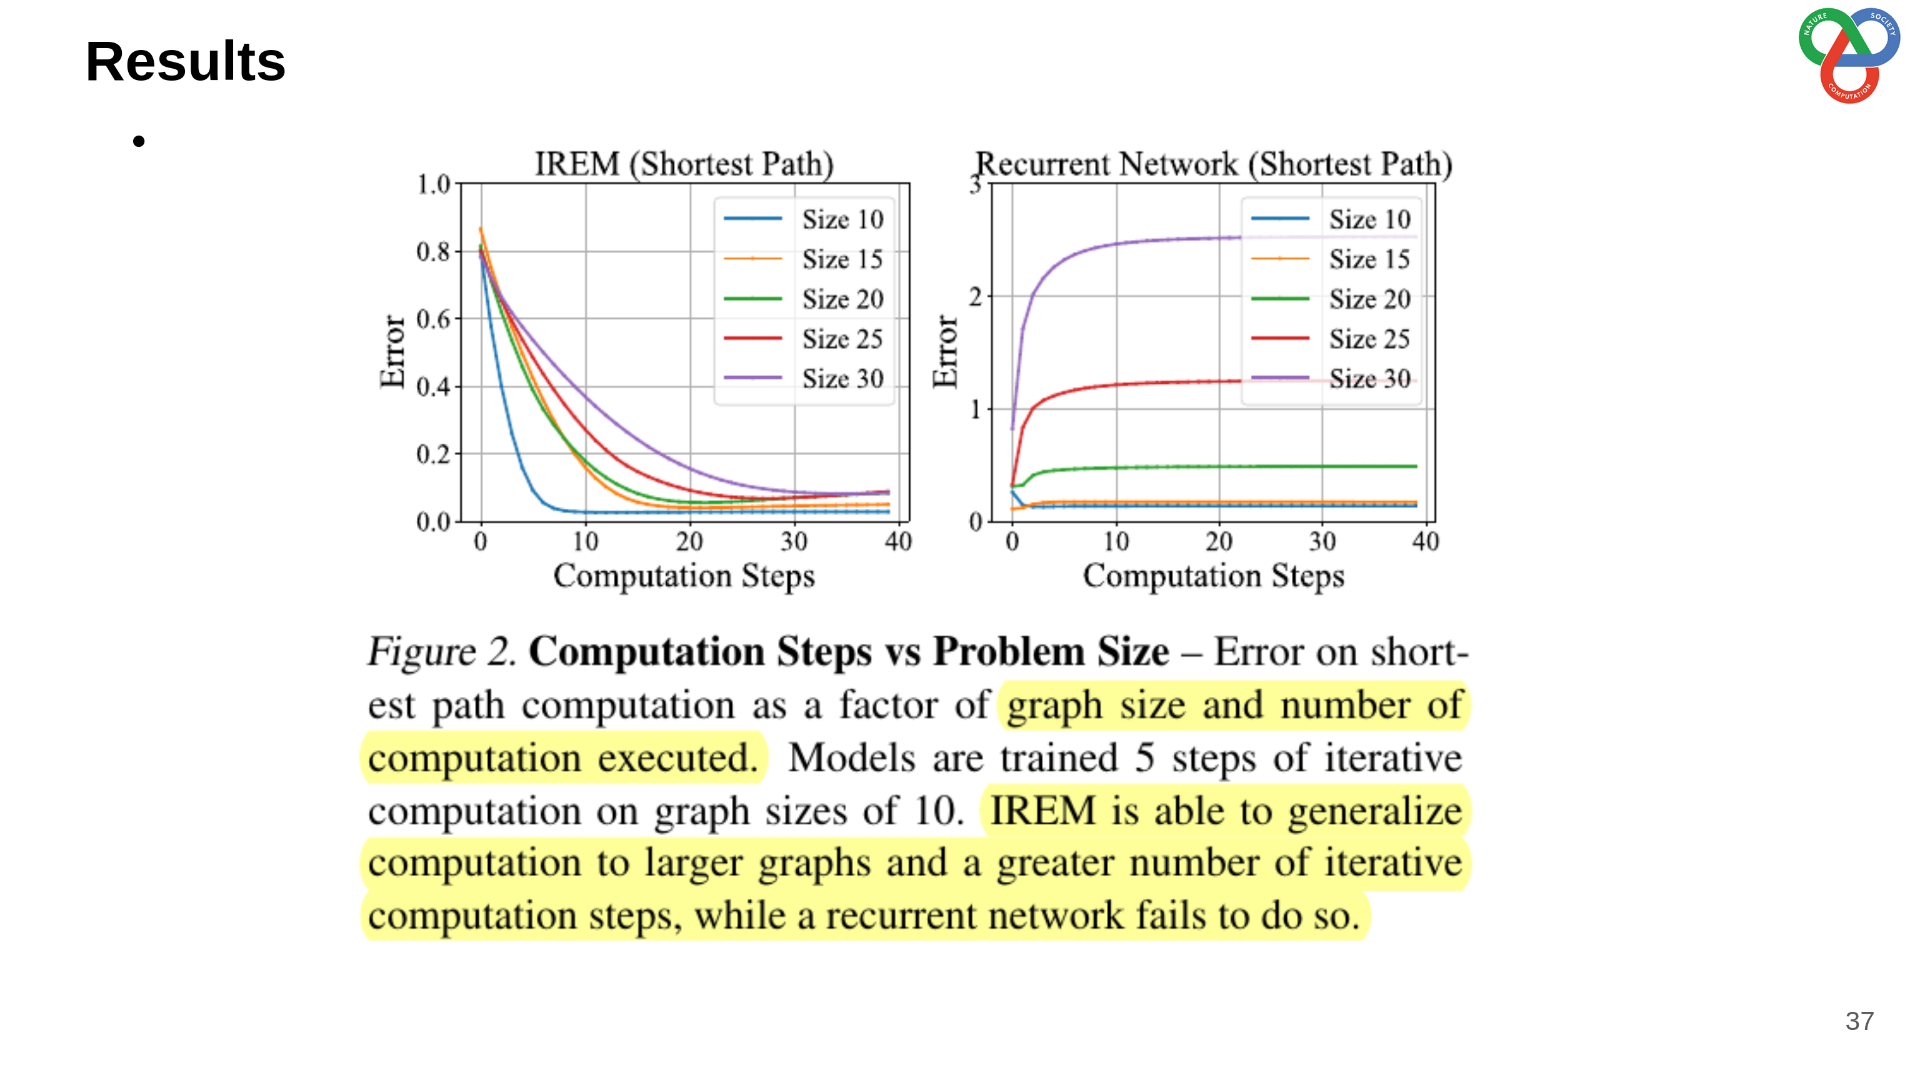 Results
NATURE
SOCIETY
COMPUTATION
•
IREM (Shortest Path)
1.0
0.8
0.6
0.4
0.2
0.0
Error
0 10 20 30 40
Computation Steps
Size 10
Size 15
Size 20
Size 25
Size 30
Recurrent Network (Shortest Path)
3
2
1
0
Error
0 10 20 30 40
Computation Steps
Size 10
Size 15
Size 20
Size 25
Size 30
Figure 2. Computation Steps vs Problem Size – Error on short-
est path computation as a factor of graph size and number of
computation executed. Models are trained 5 steps of iterative
computation on graph sizes of 10. IREM is able to generalize
computation to larger graphs and a greater number of iterative
computation steps, while a recurrent network fails to do so.
37